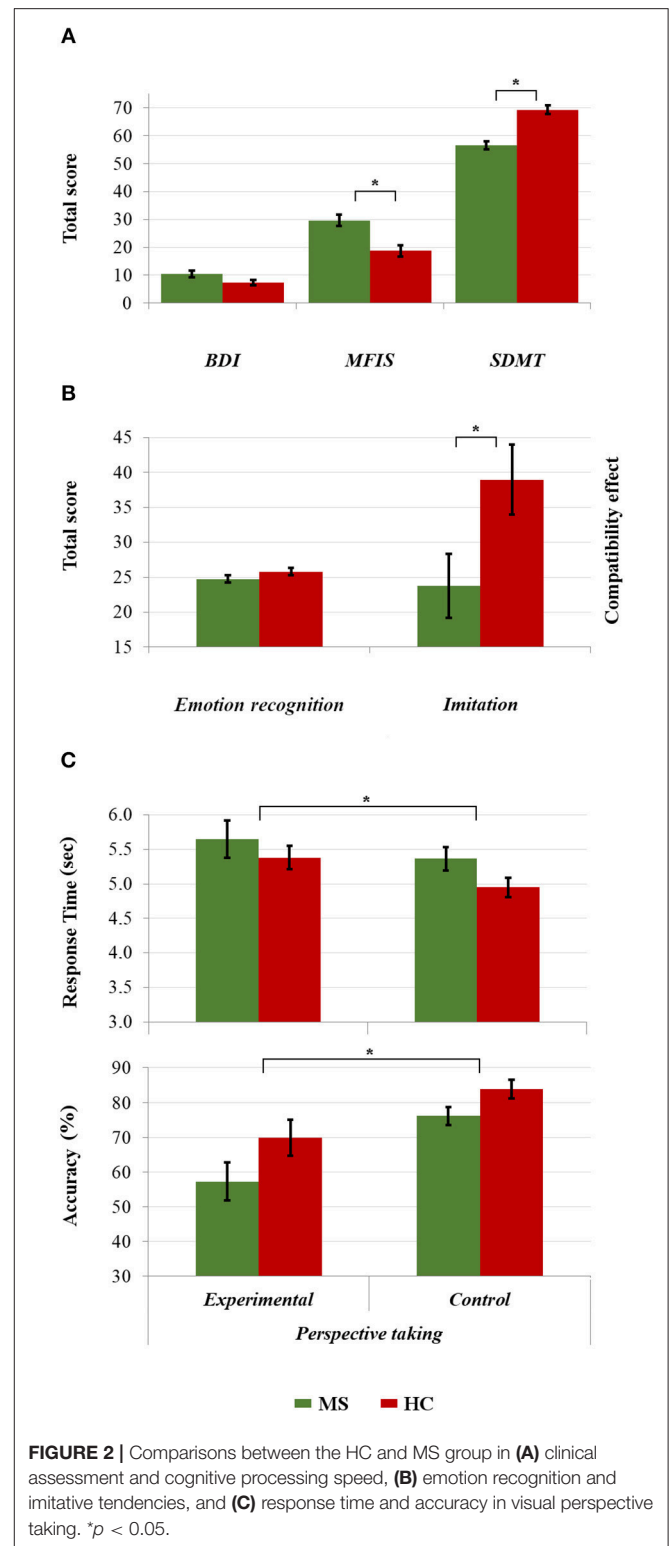 A
*
70
60
50
*
40
30
20
10
0
Total score
BDI MFIS SDMT
B
45
*
40
35
30
25
20
15
Total score
Compatibility effect
Emotion recognition Imitation
C
6.0
*
5.5
5.0
4.5
4.0
3.5
3.0
Response Time (sec)
90
*
80
70
60
50
40
30
Accuracy (%)
Experimental Control
Perspective taking
MS HC
FIGURE 2 | Comparisons between the HC and MS group in (A) clinical
assessment and cognitive processing speed, (B) emotion recognition and
imitative tendencies, and (C) response time and accuracy in visual perspective
taking. *p < 0.05.